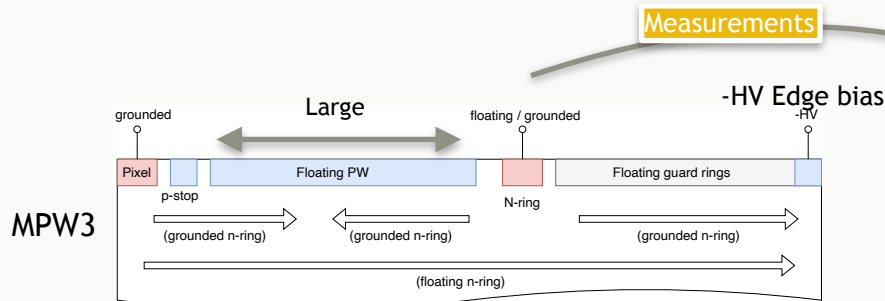 Measurements
-HV Edge bias
grounded
Large
floating / grounded
-HV
Pixel
Floating PW
Floating guard rings
p-stop
N-ring
MPW3
(grounded n-ring)
(grounded n-ring)
(grounded n-ring)
(floating n-ring)